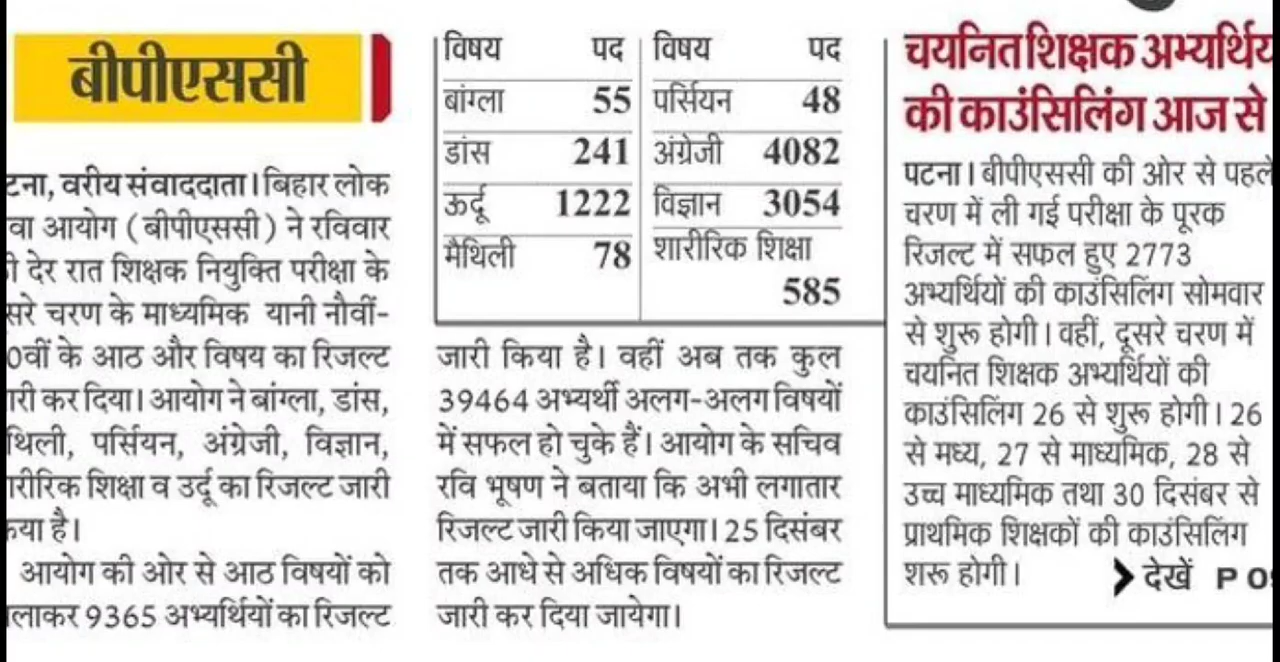 बीपीएससी
टना, वरीय संवाददाता। बिहार लोक
वा आयोग (बीपीएससी) ने रविवार
देर रात शिक्षक नियुक्ति परीक्षा के
सरे चरण के माध्यमिक यानी नौवीं-
0वीं के आठ और विषय का रिजल्ट
री कर दिया। आयोग ने बांग्ला, डांस,
थिली, पर्सियन, अंग्रेजी, विज्ञान,
रीरिक शिक्षा व उर्दू का रिजल्ट जारी
या है।
आयोग की ओर से आठ विषयों को
लाकर 9365 अभ्यर्थियों का रिजल्ट
विषय पद विषय पद
बांग्ला 55 पर्सियन 48
डांस 241 अंग्रेजी 4082
ऊर्दू 1222 विज्ञान 3054
मैथिली 78 शारीरिक शिक्षा
585
जारी किया है। वहीं अब तक कुल
39464 अभ्यर्थी अलग-अलग विषयों
में सफल हो चुके हैं। आयोग के सचिव
रवि भूषण ने बताया कि अभी लगातार
रिजल्ट जारी किया जाएगा। 25 दिसंबर
तक आधे से अधिक विषयों का रिजल्ट
जारी कर दिया जायेगा।
चयनित शिक्षक अभ्यर्थिय
की काउंसिलिंग आज से
पटना। बीपीएससी की ओर से पहले
चरण में ली गई परीक्षा के पूरक
रिजल्ट में सफल हुए 2773
अभ्यर्थियों की काउंसिलिंग सोमवार
से शुरू होगी। वहीं, दूसरे चरण में
चयनित शिक्षक अभ्यर्थियों की
काउंसिलिंग 26 से शुरू होगी। 26
से मध्य, 27 से माध्यमिक, 28 से
उच्च माध्यमिक तथा 30 दिसंबर से
प्राथमिक शिक्षकों की काउंसिलिंग
शरू होगी। देखें P 0